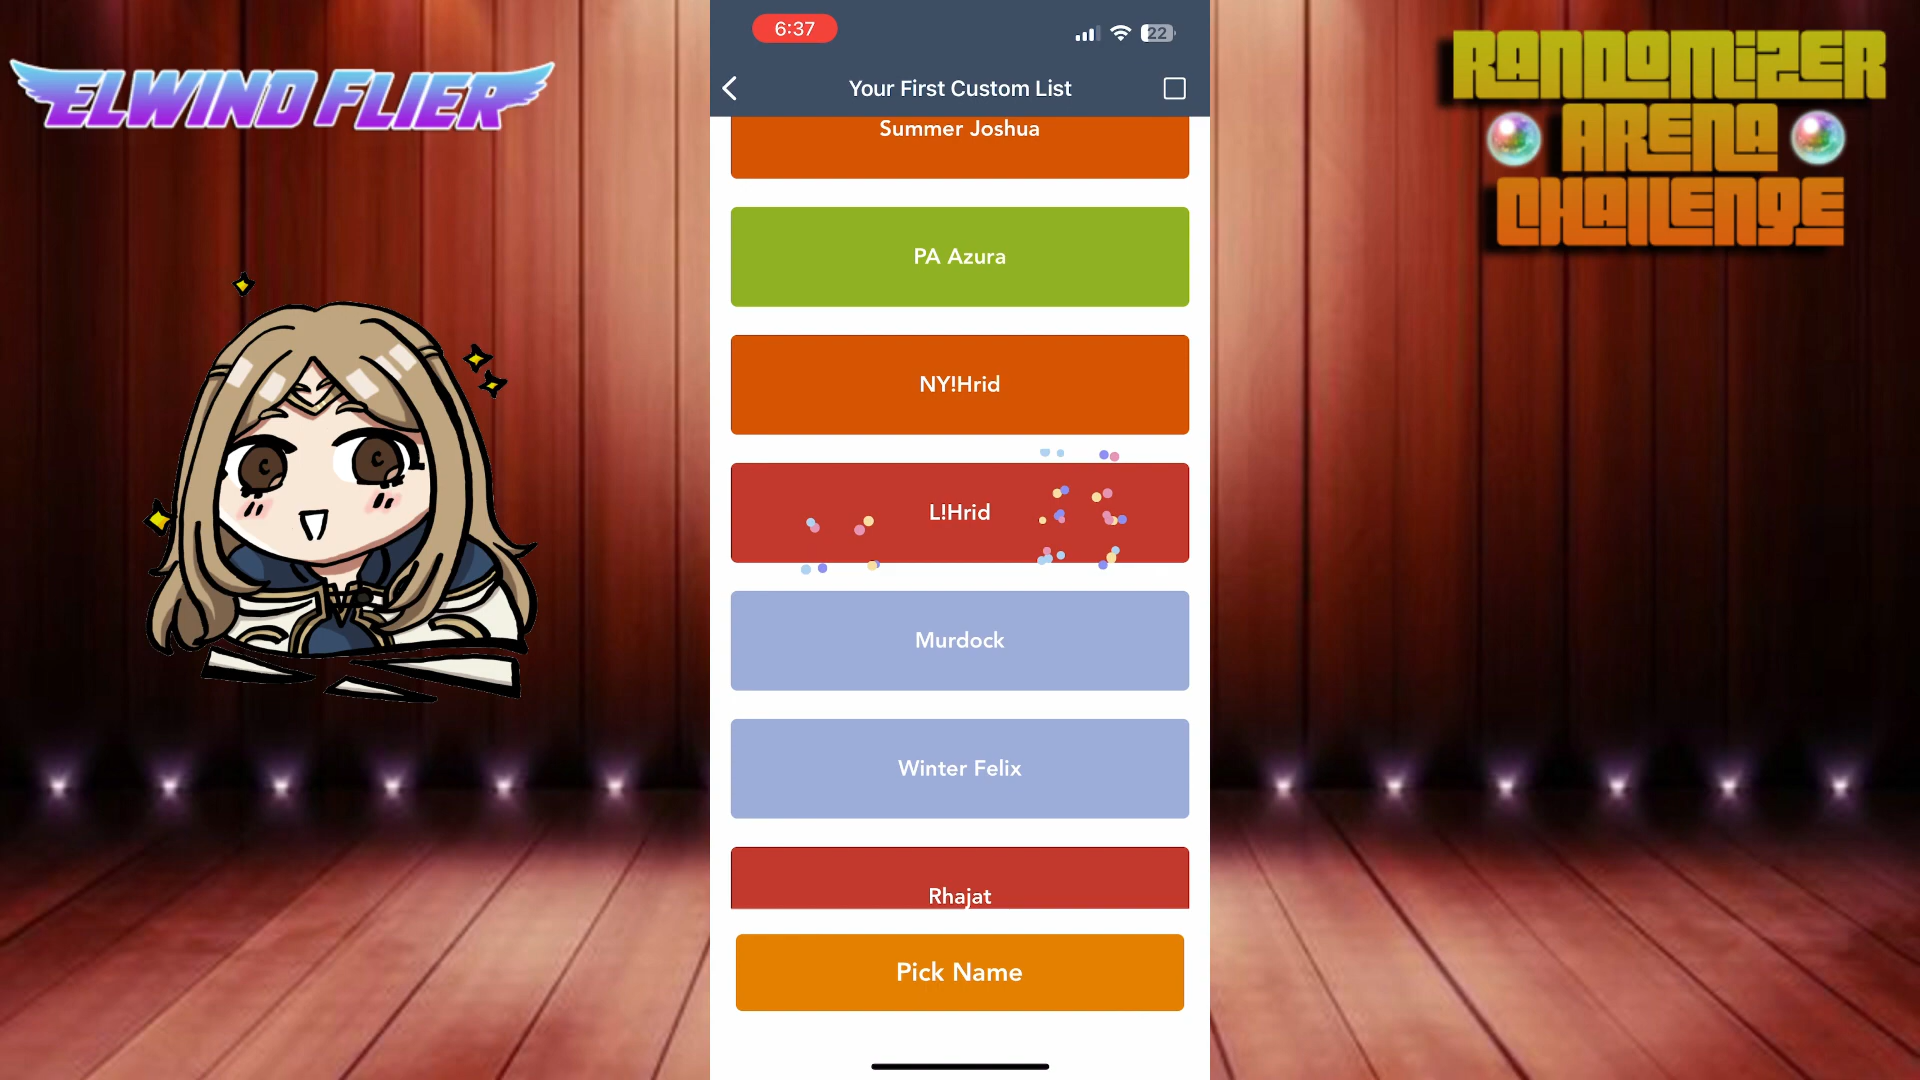 ELWIND FLIER
6:37
22
Your First Custom List
Summer Joshua
PA Azura
NY!Hrid
L!Hrid
Murdock
Winter Felix
Rhajat
Pick Name
RANDOMIZER
ARENA
CHALLENGE